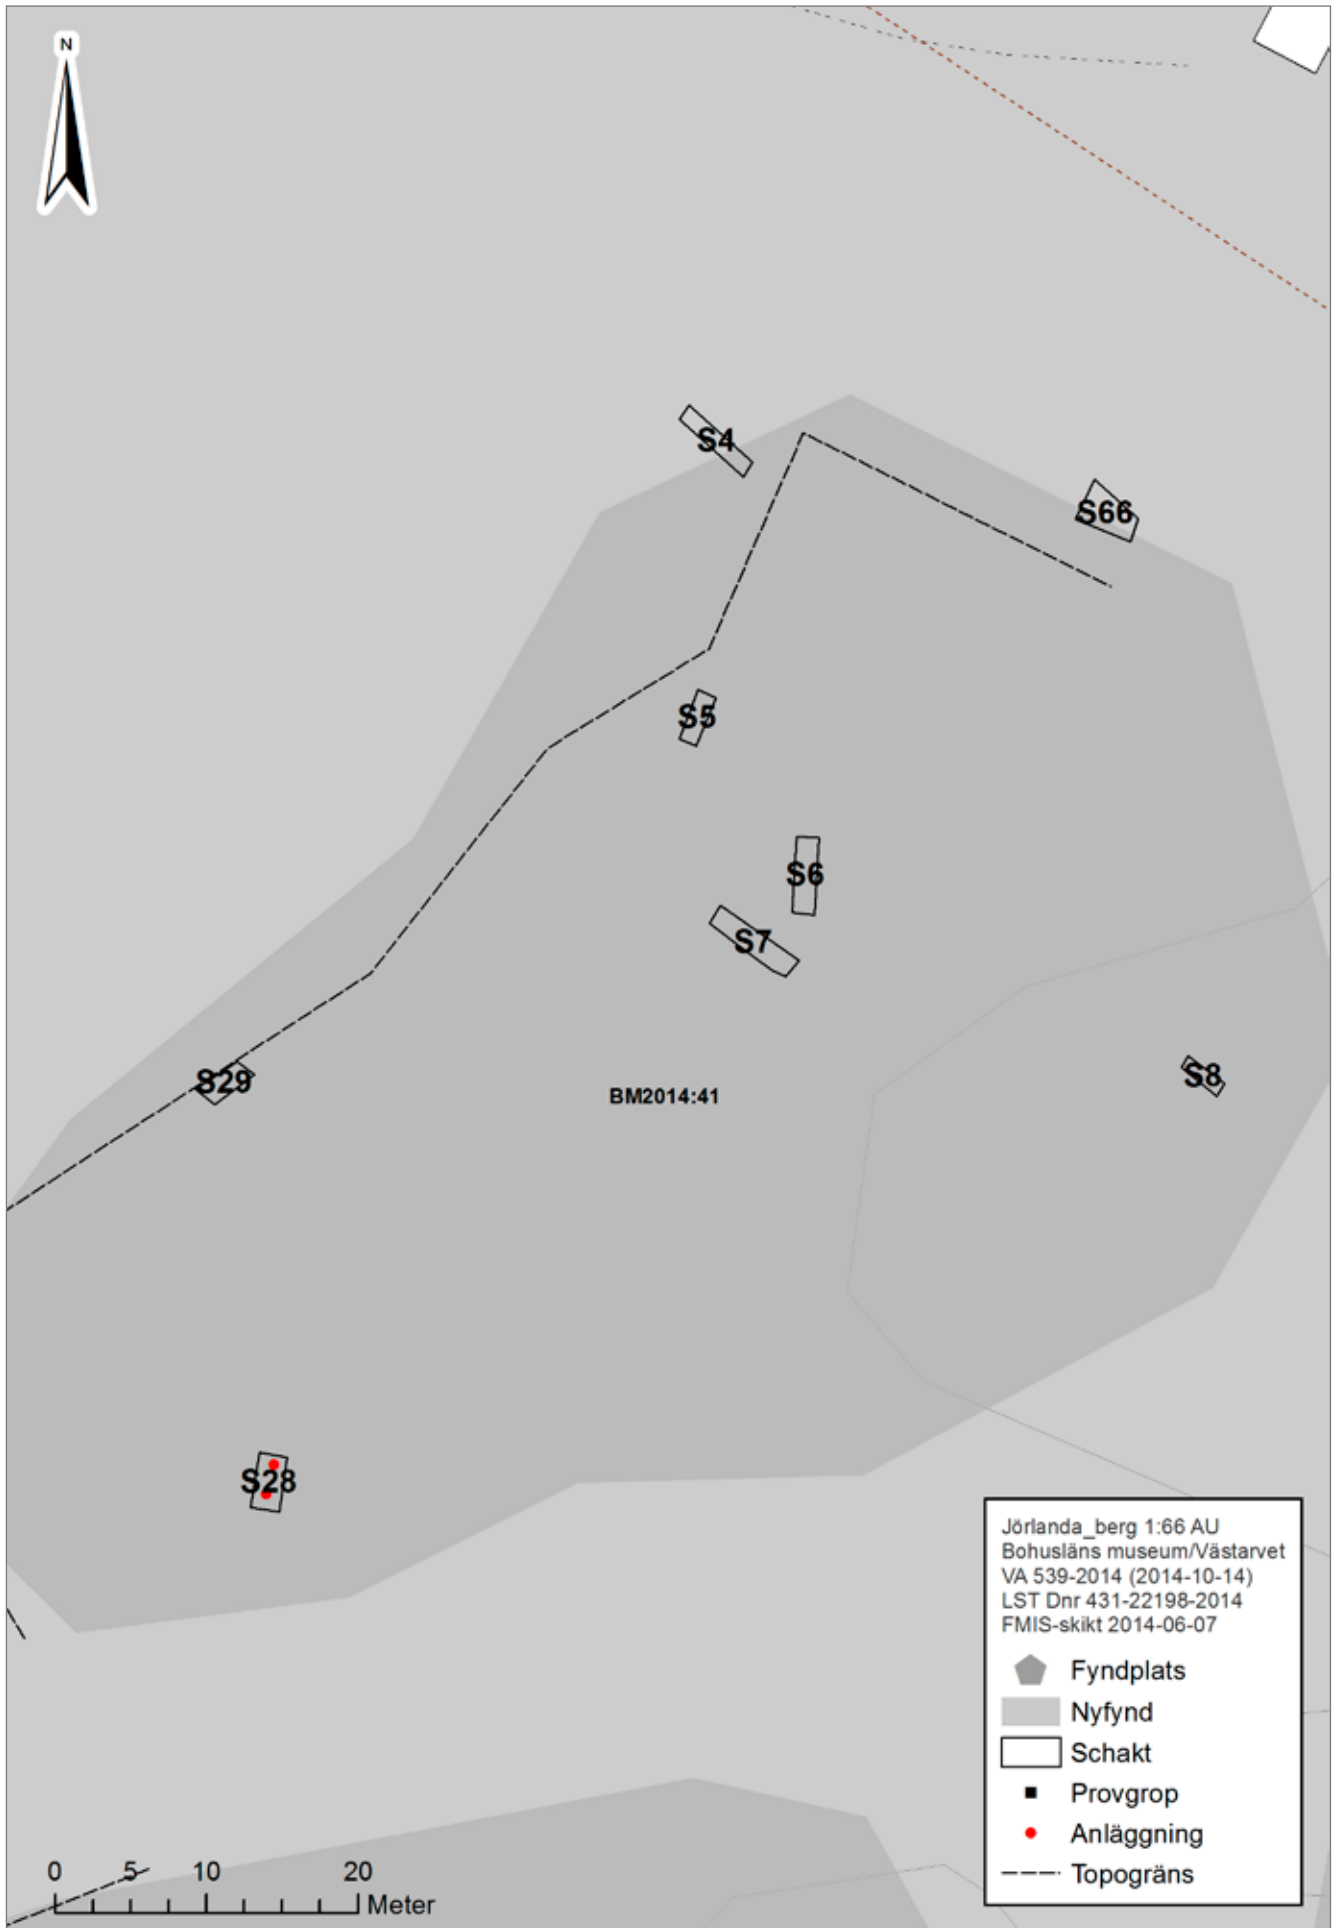 N
S4
S66
S5
S6
S7
S29
S8
BM2014:41
S28
Jörlanda_berg 1:66 AU
Bohusläns museum/Västarvet
VA 539-2014 (2014-10-14)
LST Dnr 431-22198-2014
FMIS-skikt 2014-06-07
Fyndplats
Nyfynd
Schakt
Provgrop
Anläggning
Topogräns
0 5 10 20
Meter